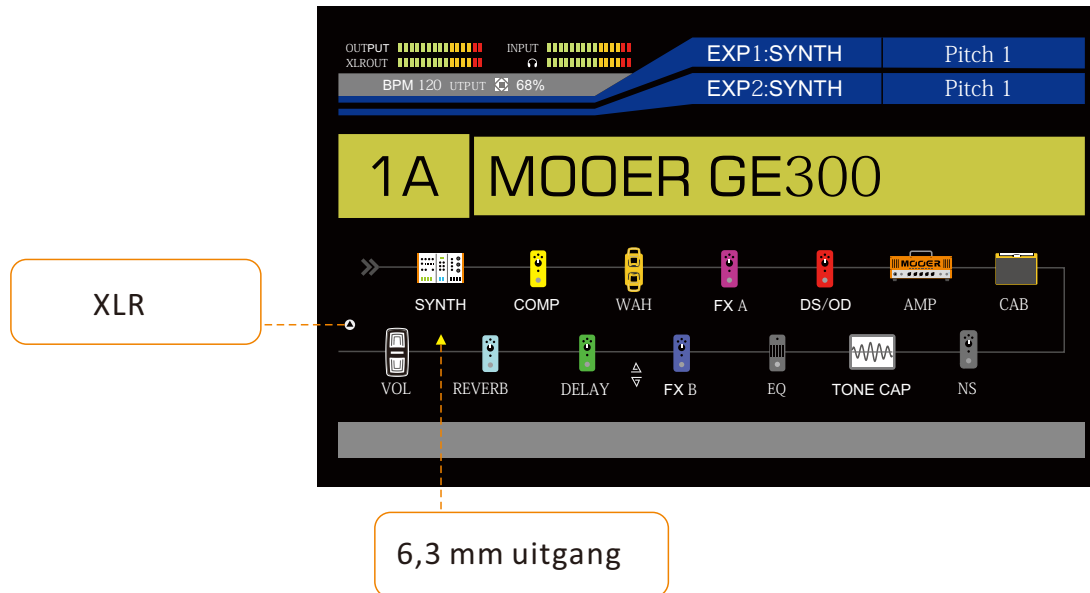 OUTPUT INPUT
XLROUT
BPM 120 UTPUT 68%
EXP1:SYNTH Pitch 1
EXP2:SYNTH Pitch 1
1A MOOER GE300
MOOER
SYNTH COMP WAH FX A DS/OD AMP CAB
XLR
VOL REVERB DELAY FX B EQ TONE CAP NS
6,3 mm uitgang